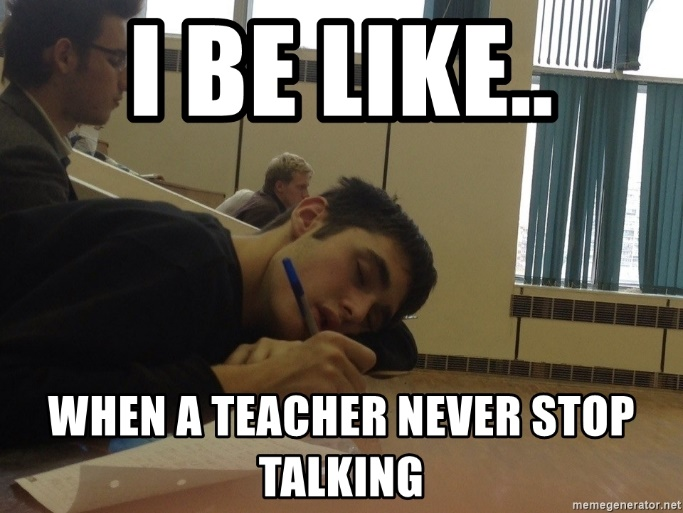 I BE LIKE..
WHEN A TEACHER NEVER STOP
TALKING
memegenerator.net